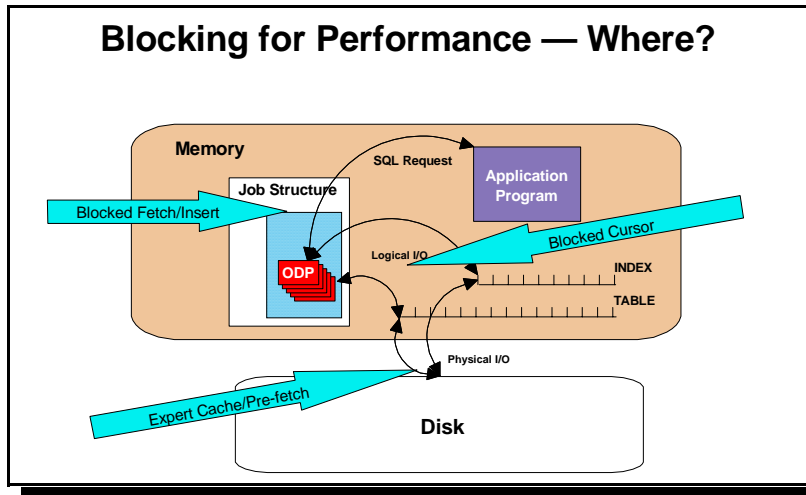 Blocking for Performance — Where?
Memory
SQL Request
Application
Program
Job Structure
Blocked Fetch/Insert
Blocked Cursor
Logical I/O
ODP
INDEX
TABLE
Physical I/O
Expert Cache/Pre-fetch
Disk